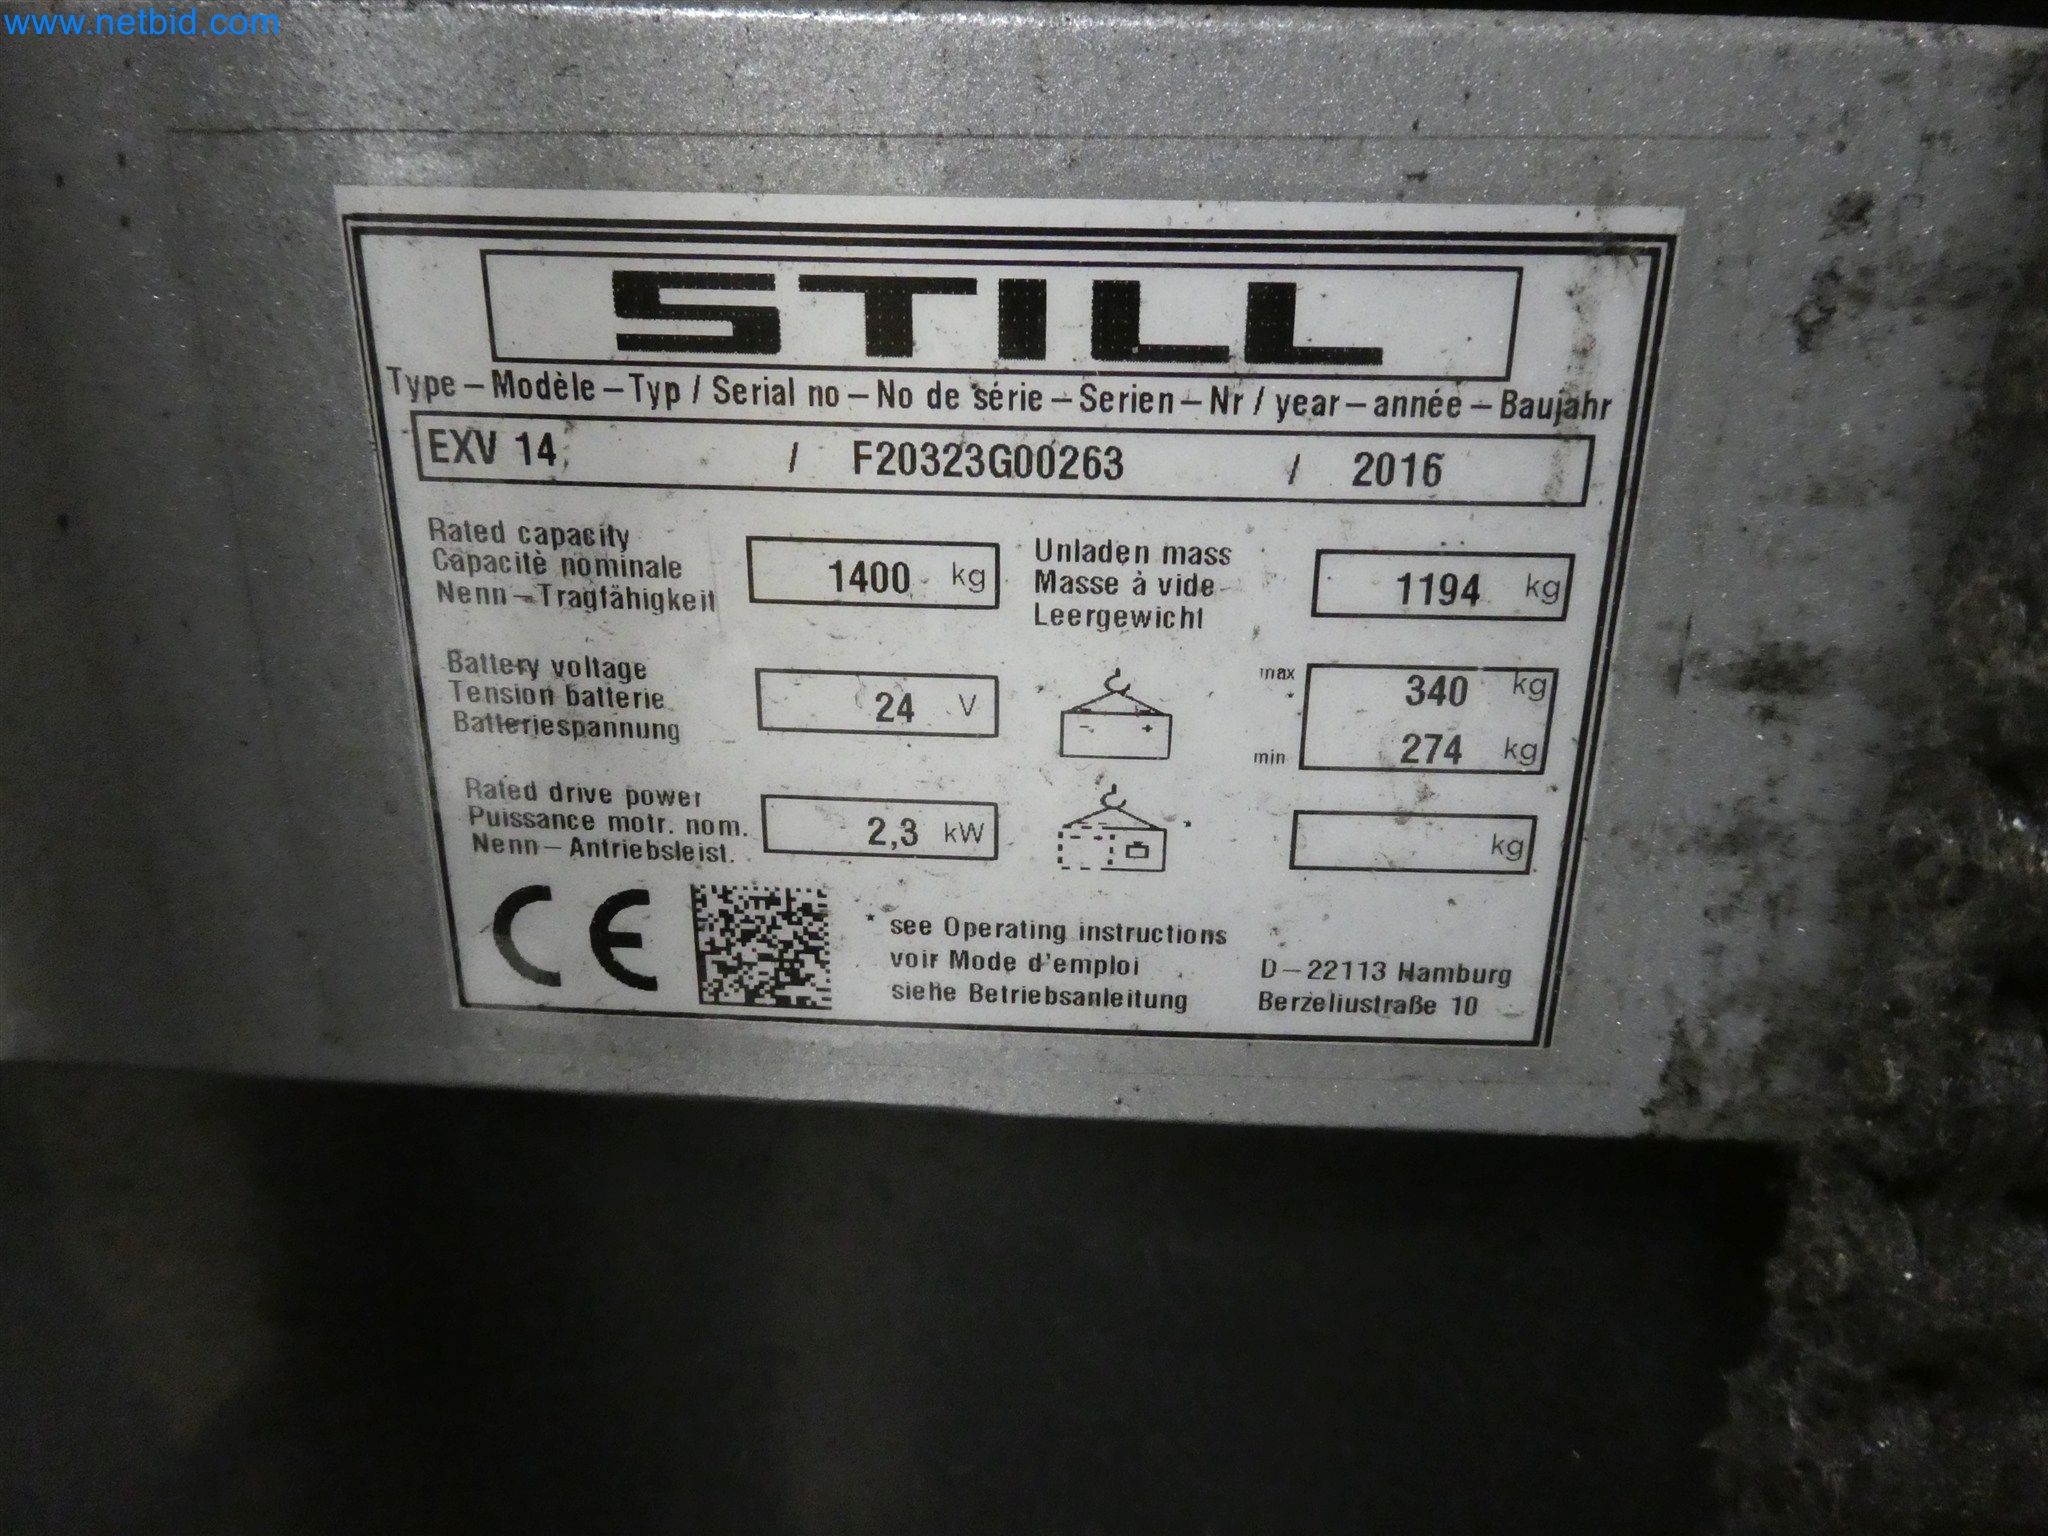 www.netbid.com
STILL
Type – Modèle – Typ / Serial no – No de série – Serien – Nr / year – année – Baujahr
EXV 14 / F20323G00263 / 2016
Rated capacity
Capacitè nominale
Nenn – Tragfähigkeit
1400 kg
Unladen mass
Masse à vide
Leergewicht
1194 kg
Battery voltage
Tension batterie
Batteriespannung
24 V
- +
max
* 340 kg
min 274 kg
Rated drive power
Puissance motr. nom.
Nenn – Antriebsleist.
2,3 kW
*
kg
CE
* see Operating instructions
voir Mode d'emploi
siehe Betriebsanleitung
D – 22113 Hamburg
Berzeliustraße 10